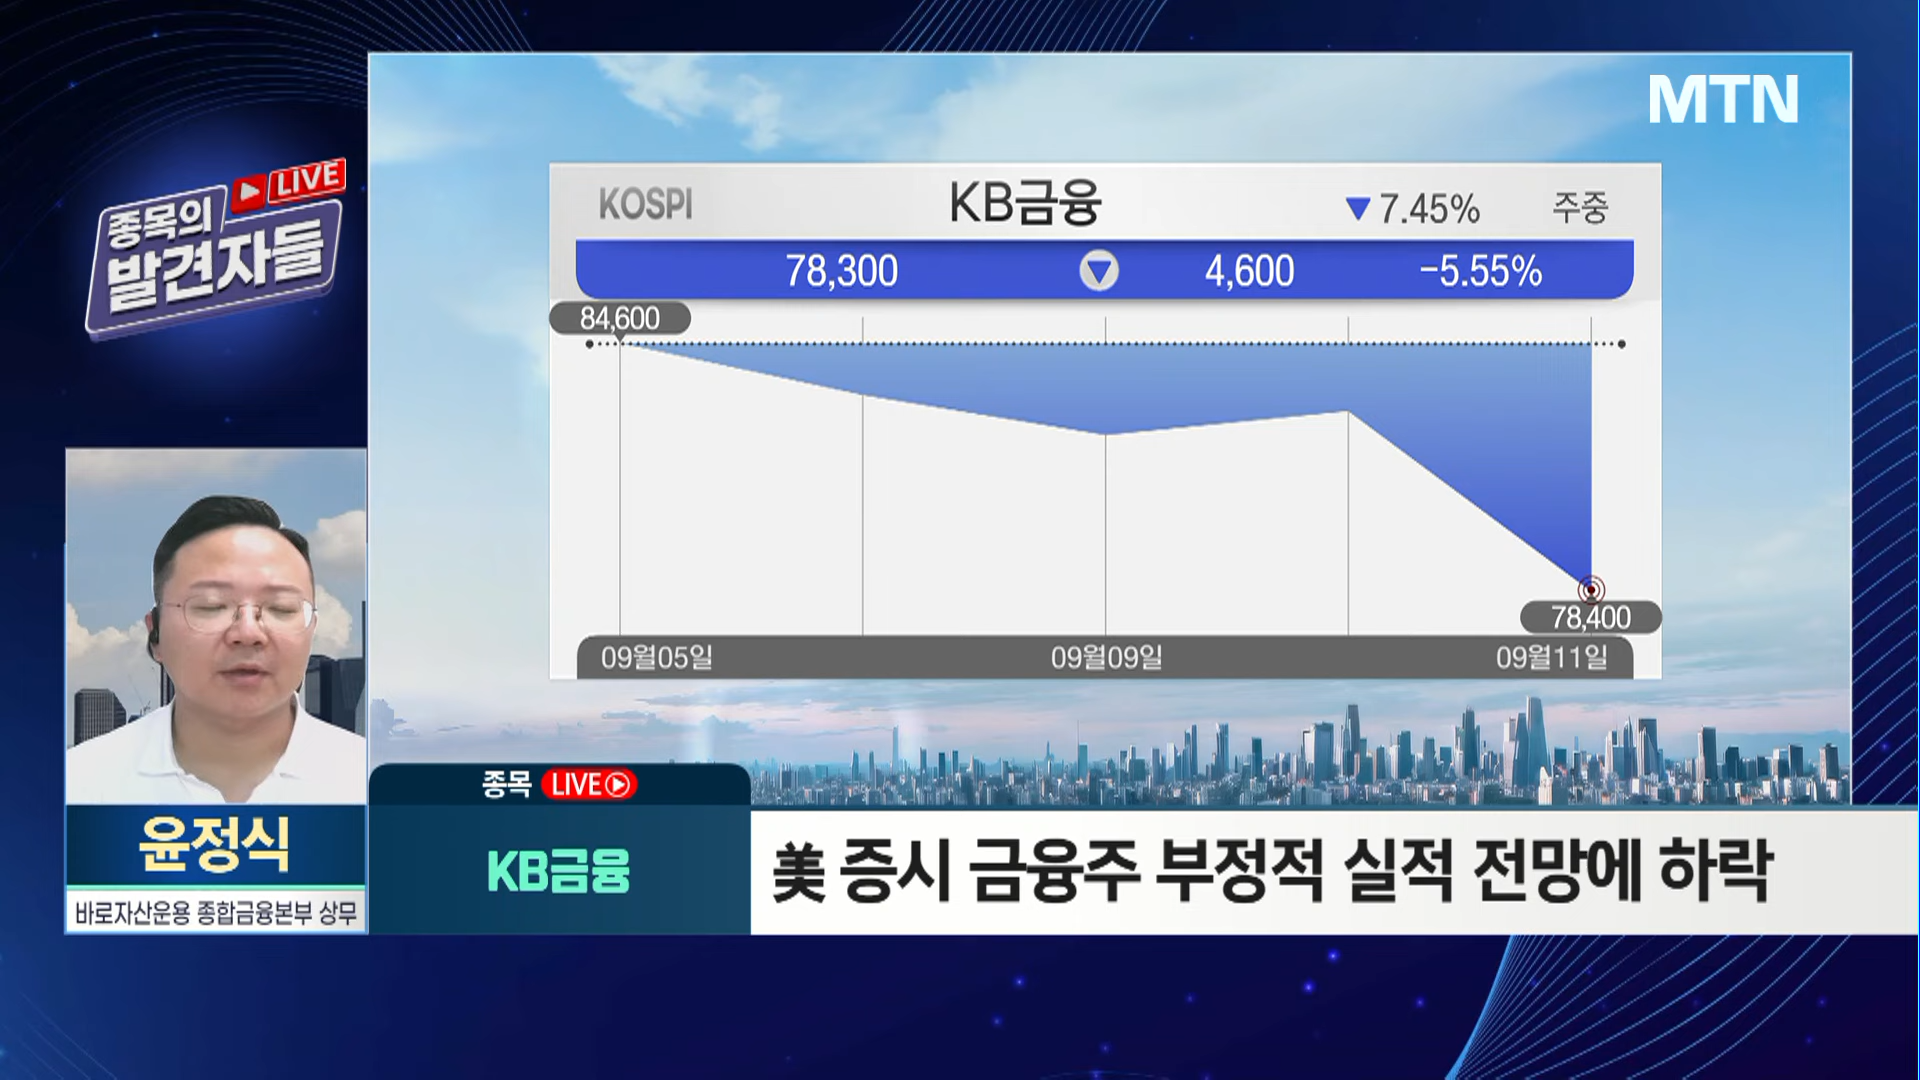 MTN
LIVE
종목의
발견자들
KOSPI KB금융 ▼7.45% 주중
78,300 ▽ 4,600 -5.55%
84,600
78,400
09월05일 09월09일 09월11일
종목 LIVE
KB금융
美 증시 금융주 부정적 실적 전망에 하락
윤정식
바로자산운용 종합금융본부 상무